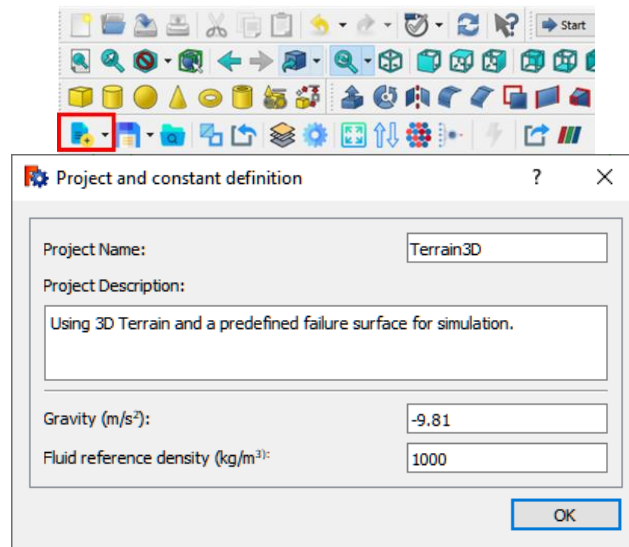 Start
Project and constant definition ? X
Project Name: Terrain3D
Project Description:
Using 3D Terrain and a predefined failure surface for simulation.
Gravity (m/s²): -9.81
Fluid reference density (kg/m³⁾: 1000
OK